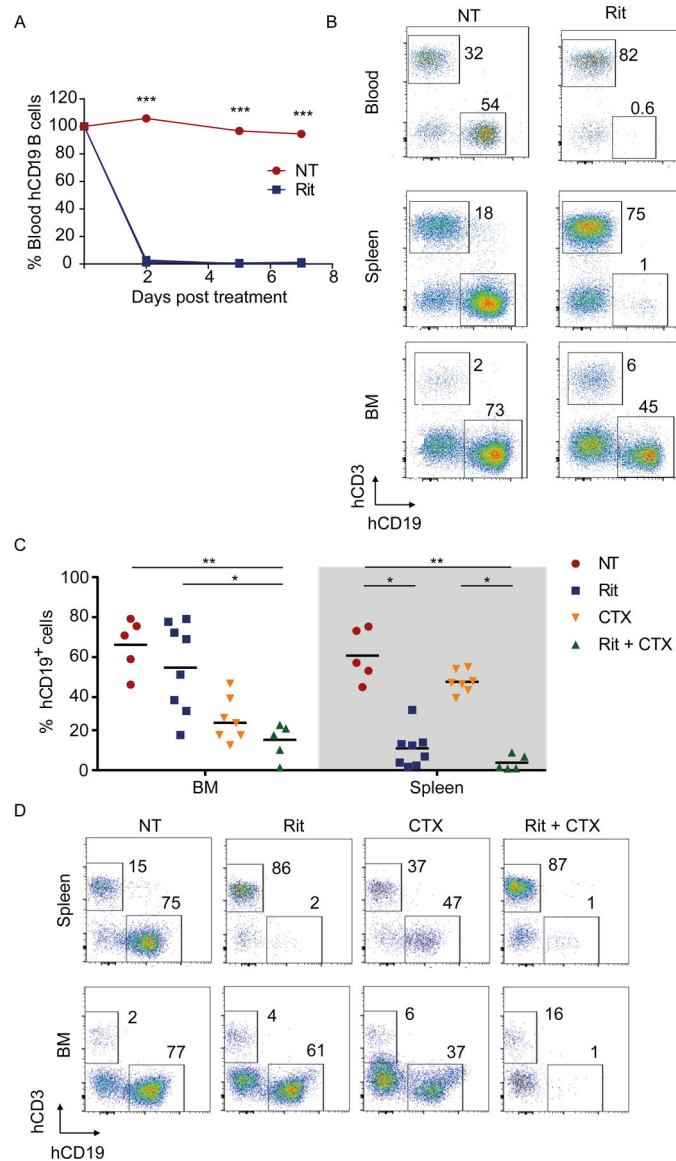 A
% Blood hCD19 B cells
120
100
80
60
40
20
0
*** *** ***
NT
Rit
0 2 4 6 8
Days post treatment
B
NT Rit
Blood
32
54
82
0.6
Spleen
18
75
1
BM
2
73
6
45
hCD3
hCD19
C
% hCD19+ cells
100
80
60
40
20
0
**
*
**
* *
BM Spleen
NT
Rit
CTX
Rit + CTX
D
NT Rit CTX Rit + CTX
Spleen
15
75
86
2
37
47
87
1
BM
2
77
4
61
6
37
16
1
hCD3
hCD19